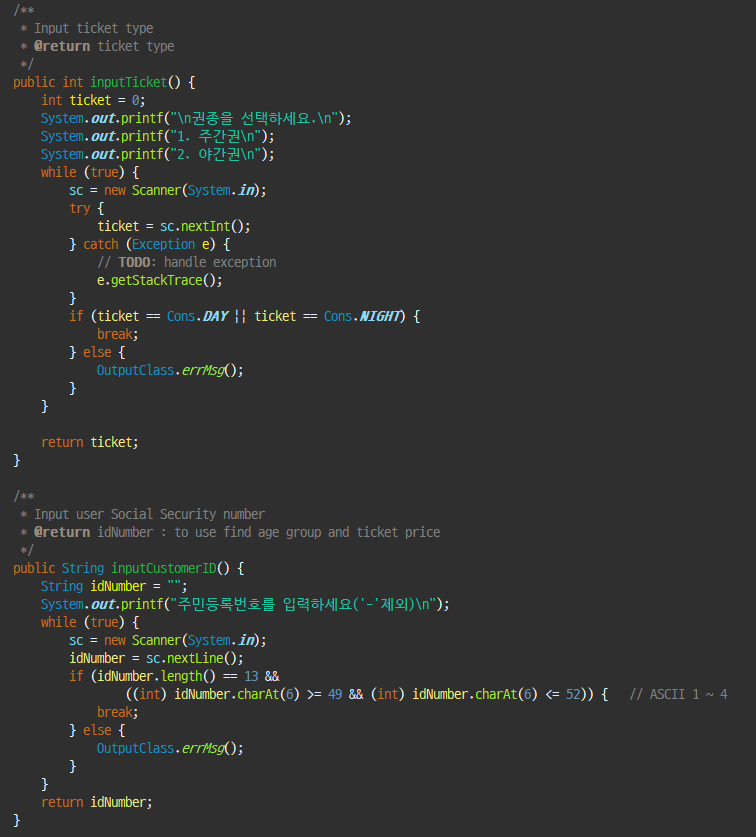 /**
 * Input ticket type
 * @return ticket type
 */
public int inputTicket() {
    int ticket = 0;
    System.out.printf("\n권종을 선택하세요.\n");
    System.out.printf("1. 주간권\n");
    System.out.printf("2. 야간권\n");
    while (true) {
        sc = new Scanner(System.in);
        try {
            ticket = sc.nextInt();
        } catch (Exception e) {
            // TODO: handle exception
            e.getStackTrace();
        }
        if (ticket == Cons.DAY || ticket == Cons.NIGHT) {
            break;
        } else {
            OutputClass.errMsg();
        }
    }

    return ticket;
}

/**
 * Input user Social Security number
 * @return idNumber : to use find age group and ticket price
 */
public String inputCustomerID() {
    String idNumber = "";
    System.out.printf("주민등록번호를 입력하세요('-'제외)\n");
    while (true) {
        sc = new Scanner(System.in);
        idNumber = sc.nextLine();
        if (idNumber.length() == 13 &&
                ((int) idNumber.charAt(6) >= 49 && (int) idNumber.charAt(6) <= 52)) {   // ASCII 1 ~ 4
            break;
        } else {
            OutputClass.errMsg();
        }
    }
    return idNumber;
}